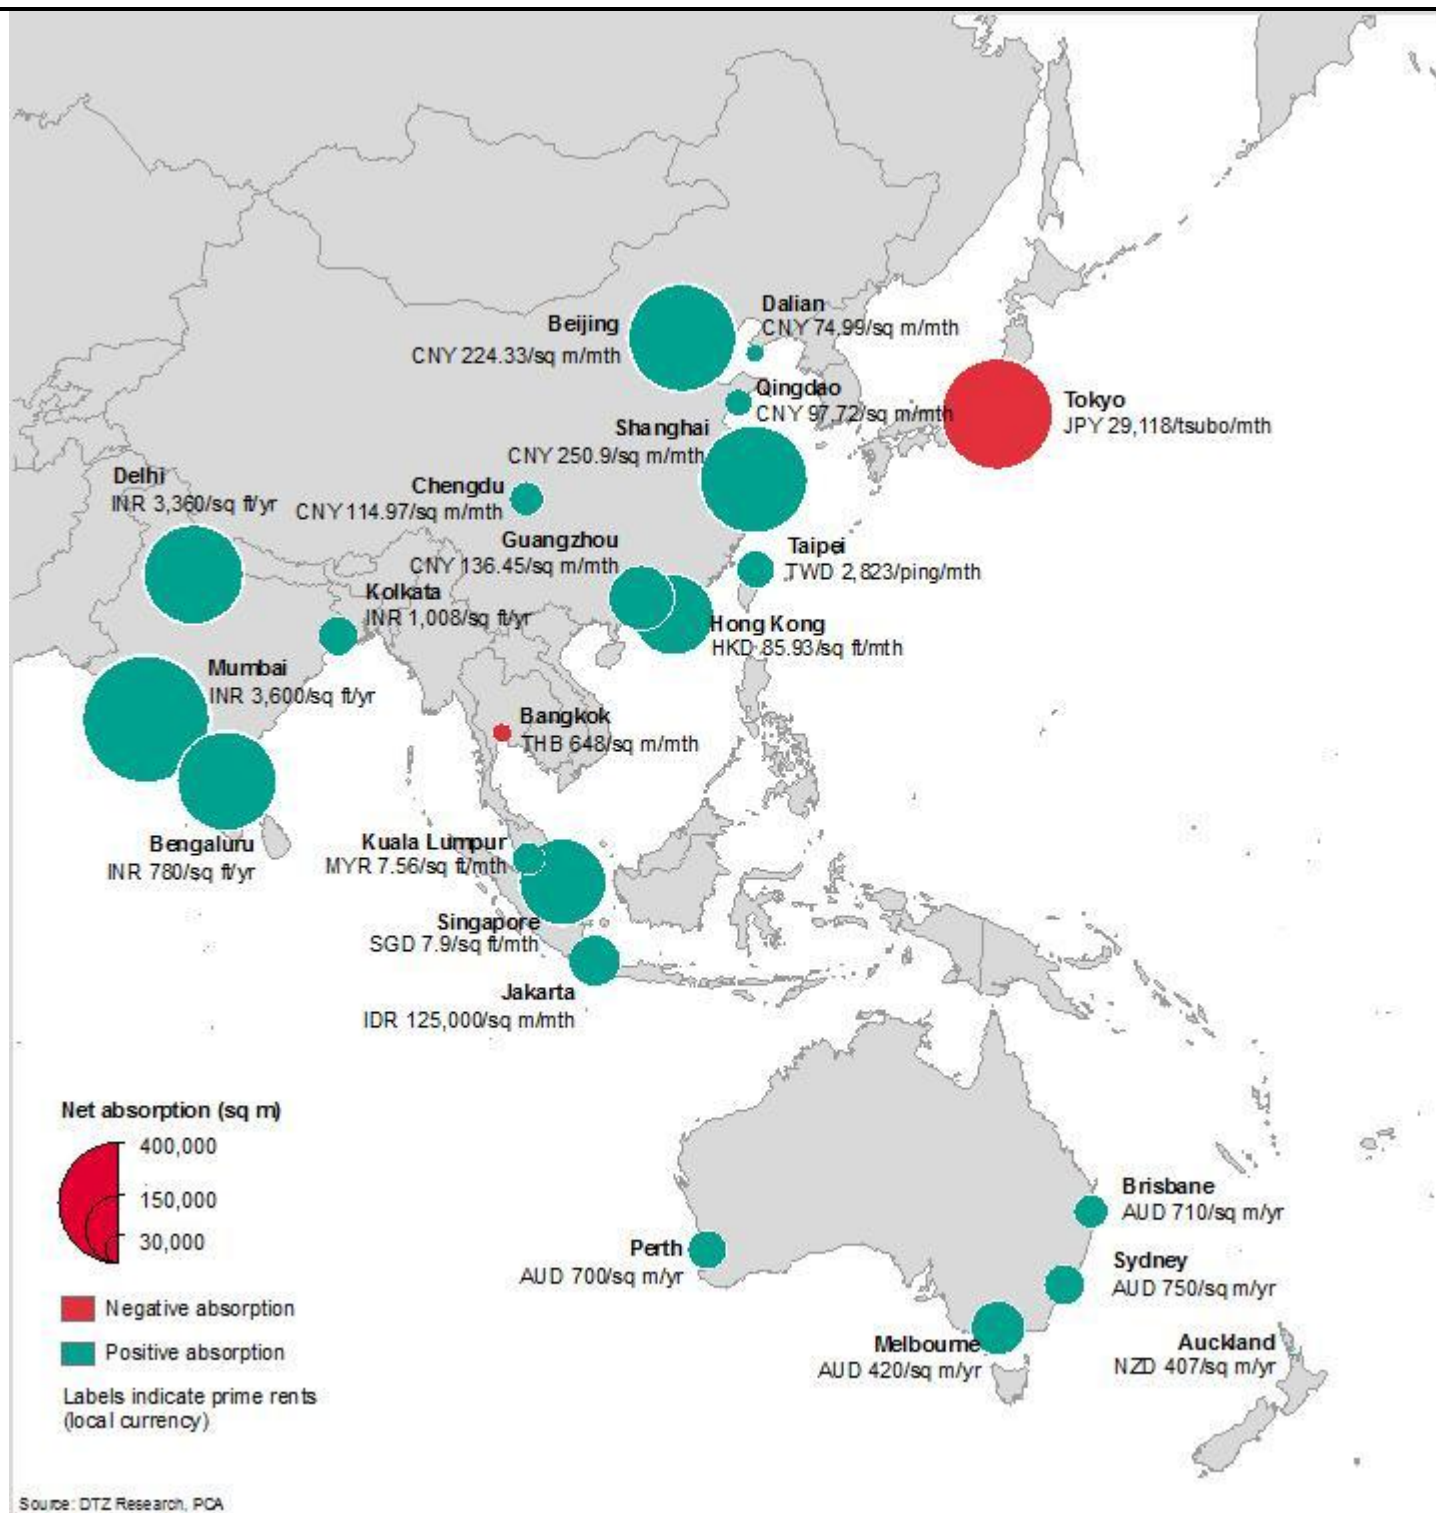 Dalian
CNY 74.99/sq m/mth
Beijing
CNY 224.33/sq m/mth
Qingdao
CNY 97.72/sq m/mth
Tokyo
JPY 29,118/tsubo/mth
Shanghai
CNY 250.9/sq m/mth
Delhi
INR 3,360/sq ft/yr
Chengdu
CNY 114.97/sq m/mth
Guangzhou
CNY 136.45/sq m/mth
Taipei
TWD 2,823/ping/mth
Kolkata
INR 1,008/sq ft/yr
Hong Kong
HKD 85.93/sq ft/mth
Mumbai
INR 3,600/sq ft/yr
Bangkok
THB 648/sq m/mth
Bengaluru
INR 780/sq ft/yr
Kuala Lumpur
MYR 7.56/sq ft/mth
Singapore
SGD 7.9/sq ft/mth
Jakarta
IDR 125,000/sq m/mth
Net absorption (sq m)
400,000
150,000
30,000
Negative absorption
Positive absorption
Labels indicate prime rents
(local currency)
Brisbane
AUD 710/sq m/yr
Perth
AUD 700/sq m/yr
Sydney
AUD 750/sq m/yr
Melbourne
AUD 420/sq m/yr
Auckland
NZD 407/sq m/yr
Source: DTZ Research, PCA